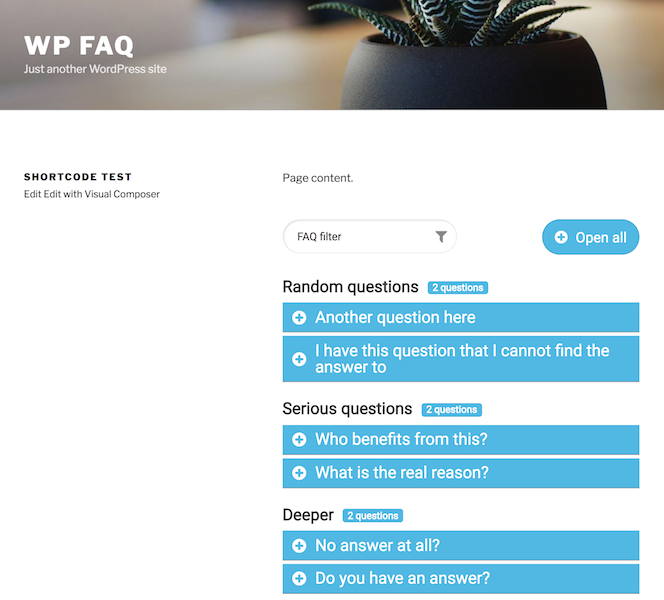 WP FAQ
Just another WordPress site
SHORTCODE TEST
Edit Edit with Visual Composer
Page content.
FAQ filter
Open all
Random questions 2 questions
Another question here
I have this question that I cannot find the
answer to
Serious questions 2 questions
Who benefits from this?
What is the real reason?
Deeper 2 questions
No answer at all?
Do you have an answer?